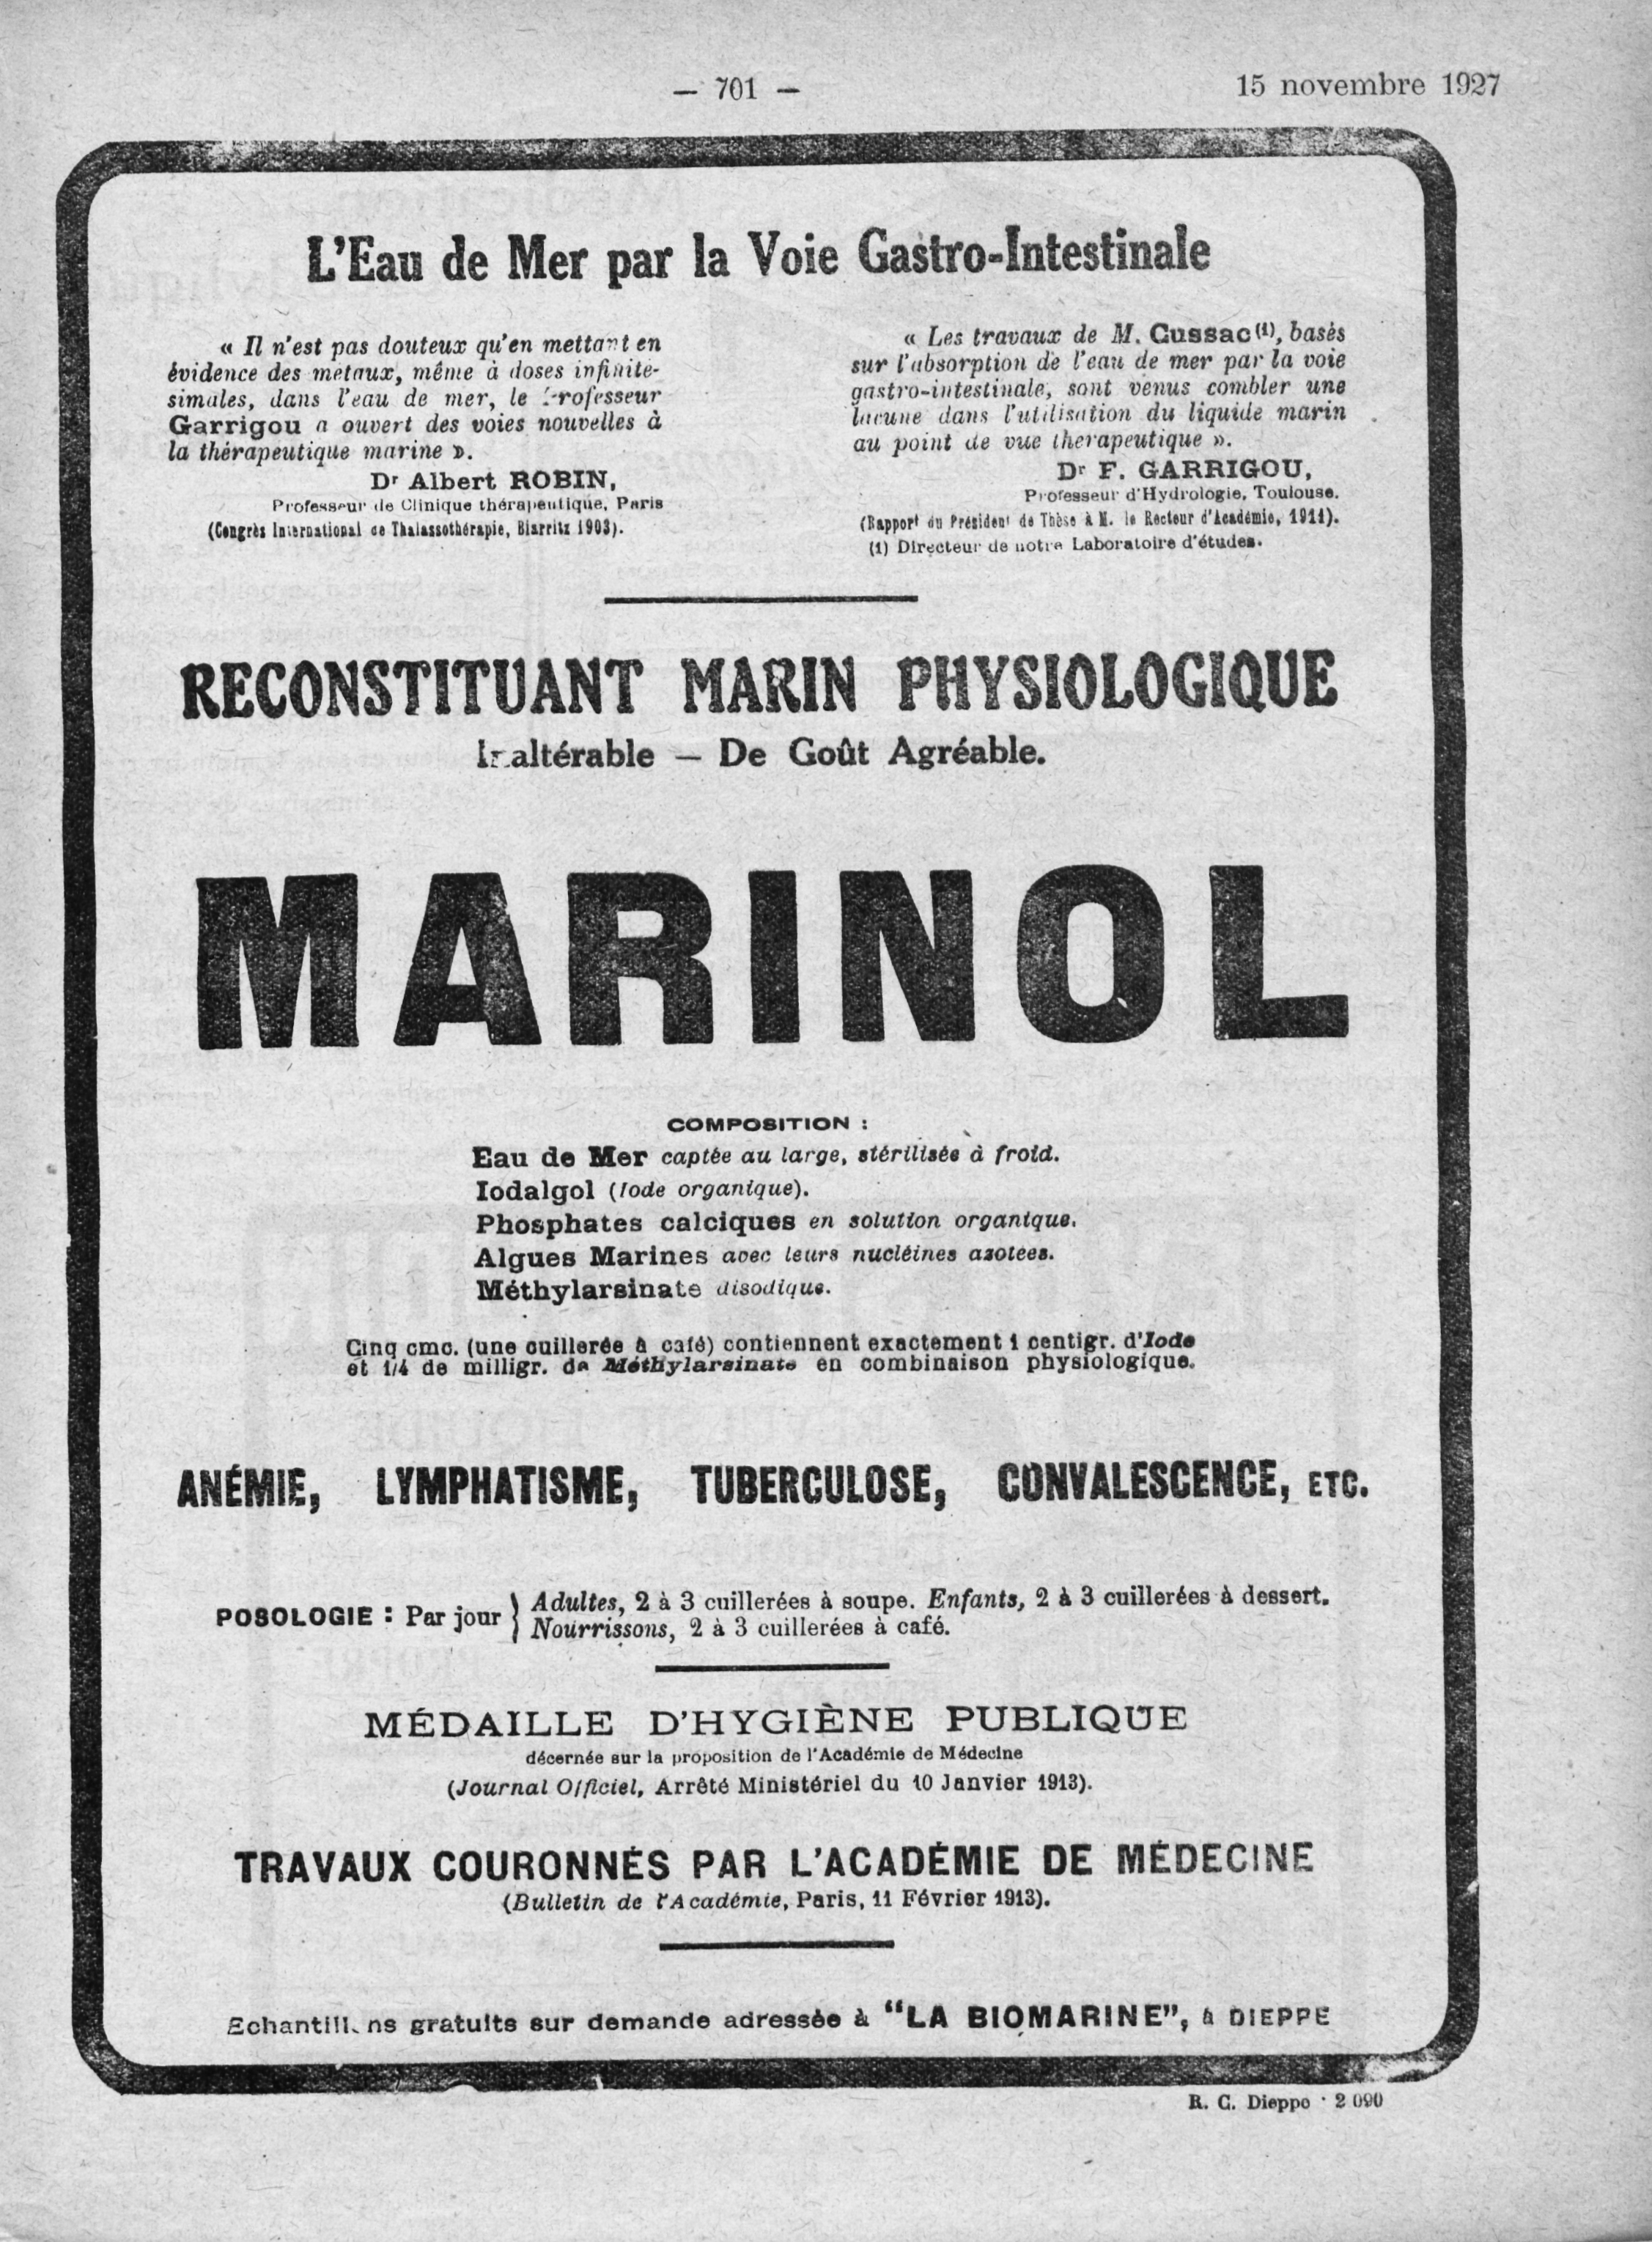 — 701 —
15 novembre 1927
L'Eau de Mer par la Voie Gastro-Intestinale
« Il n'est pas douteux qu'en mettant en
évidence des métaux, même à doses infinité-
simales, dans l'eau de mer, le Professeur
Garrigou a ouvert des voies nouvelles à
la thérapeutique marine ».
Dr Albert ROBIN,
Professeur de Clinique thérapeutique, Paris
(Congrès International de Thalassothérapie, Biarritz 1903).
« Les travaux de M. Cussac (1), basés
sur l'absorption de l'eau de mer par la voie
gastro-intestinale, sont venus combler une
lacune dans l'utilisation du liquide marin
au point de vue thérapeutique ».
Dr F. GARRIGOU,
Professeur d'Hydrologie, Toulouse.
(Rapport du Président de Thèse à M. le Recteur d'Académie, 1911).
(1) Directeur de notre Laboratoire d'études.
RECONSTITUANT MARIN PHYSIOLOGIQUE
Inaltérable — De Goût Agréable.
MARINOL
COMPOSITION :
Eau de Mer captée au large, stérilisée à froid.
Iodalgol (Iode organique).
Phosphates calciques en solution organique.
Algues Marines avec leurs nucléines azotées.
Méthylarsinate disodique.
Cinq cmc. (une cuillerée à café) contiennent exactement 1 centigr. d'Iode
et 1/4 de milligr. de Méthylarsinate en combinaison physiologique.
ANÉMIE, LYMPHATISME, TUBERCULOSE, CONVALESCENCE, ETC.
POSOLOGIE : Par jour } Adultes, 2 à 3 cuillerées à soupe. Enfants, 2 à 3 cuillerées à dessert.
Nourrissons, 2 à 3 cuillerées à café.
MÉDAILLE D'HYGIÈNE PUBLIQUE
décernée sur la proposition de l'Académie de Médecine
(Journal Officiel, Arrêté Ministériel du 10 Janvier 1913).
TRAVAUX COURONNÉS PAR L'ACADÉMIE DE MÉDECINE
(Bulletin de l'Académie, Paris, 11 Février 1913).
Echantillons gratuits sur demande adressée à "LA BIOMARINE", à DIEPPE
R. C. Dieppe · 2 090